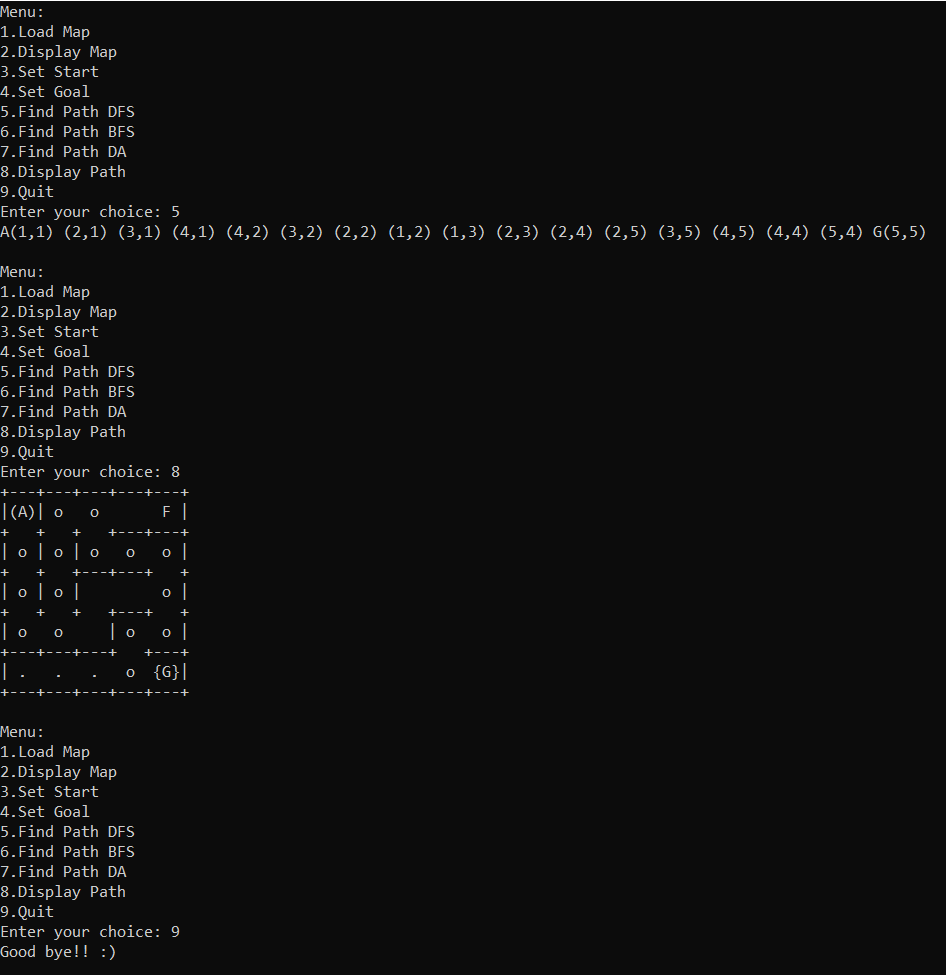 Menu:
1.Load Map
2.Display Map
3.Set Start
4.Set Goal
5.Find Path DFS
6.Find Path BFS
7.Find Path DA
8.Display Path
9.Quit
Enter your choice: 5
A(1,1) (2,1) (3,1) (4,1) (4,2) (3,2) (2,2) (1,2) (1,3) (2,3) (2,4) (2,5) (3,5) (4,5) (4,4) (5,4) G(5,5)

Menu:
1.Load Map
2.Display Map
3.Set Start
4.Set Goal
5.Find Path DFS
6.Find Path BFS
7.Find Path DA
8.Display Path
9.Quit
Enter your choice: 8
+---+---+---+---+---+
|(A)| o   o       F |
+   +   +   +---+---+
| o | o | o   o   o |
+   +   +---+---+   +
| o | o |         o |
+   +   +   +---+   +
| o   o     | o   o |
+---+---+---+   +---+
| .   .   .   o  {G}|
+---+---+---+---+---+

Menu:
1.Load Map
2.Display Map
3.Set Start
4.Set Goal
5.Find Path DFS
6.Find Path BFS
7.Find Path DA
8.Display Path
9.Quit
Enter your choice: 9
Good bye!! :)